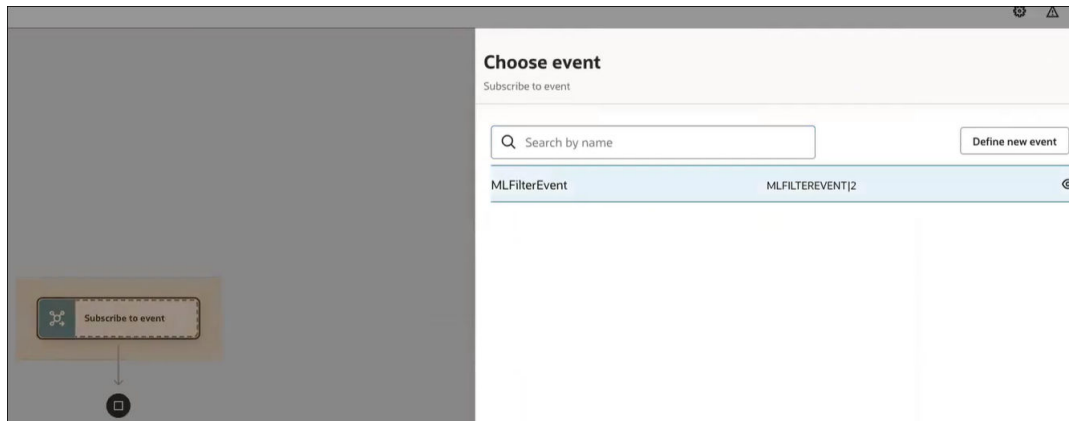 Choose event
Subscribe to event
Search by name
Define new event
MLFilterEvent MLFILTEREVENT|2
Subscribe to event